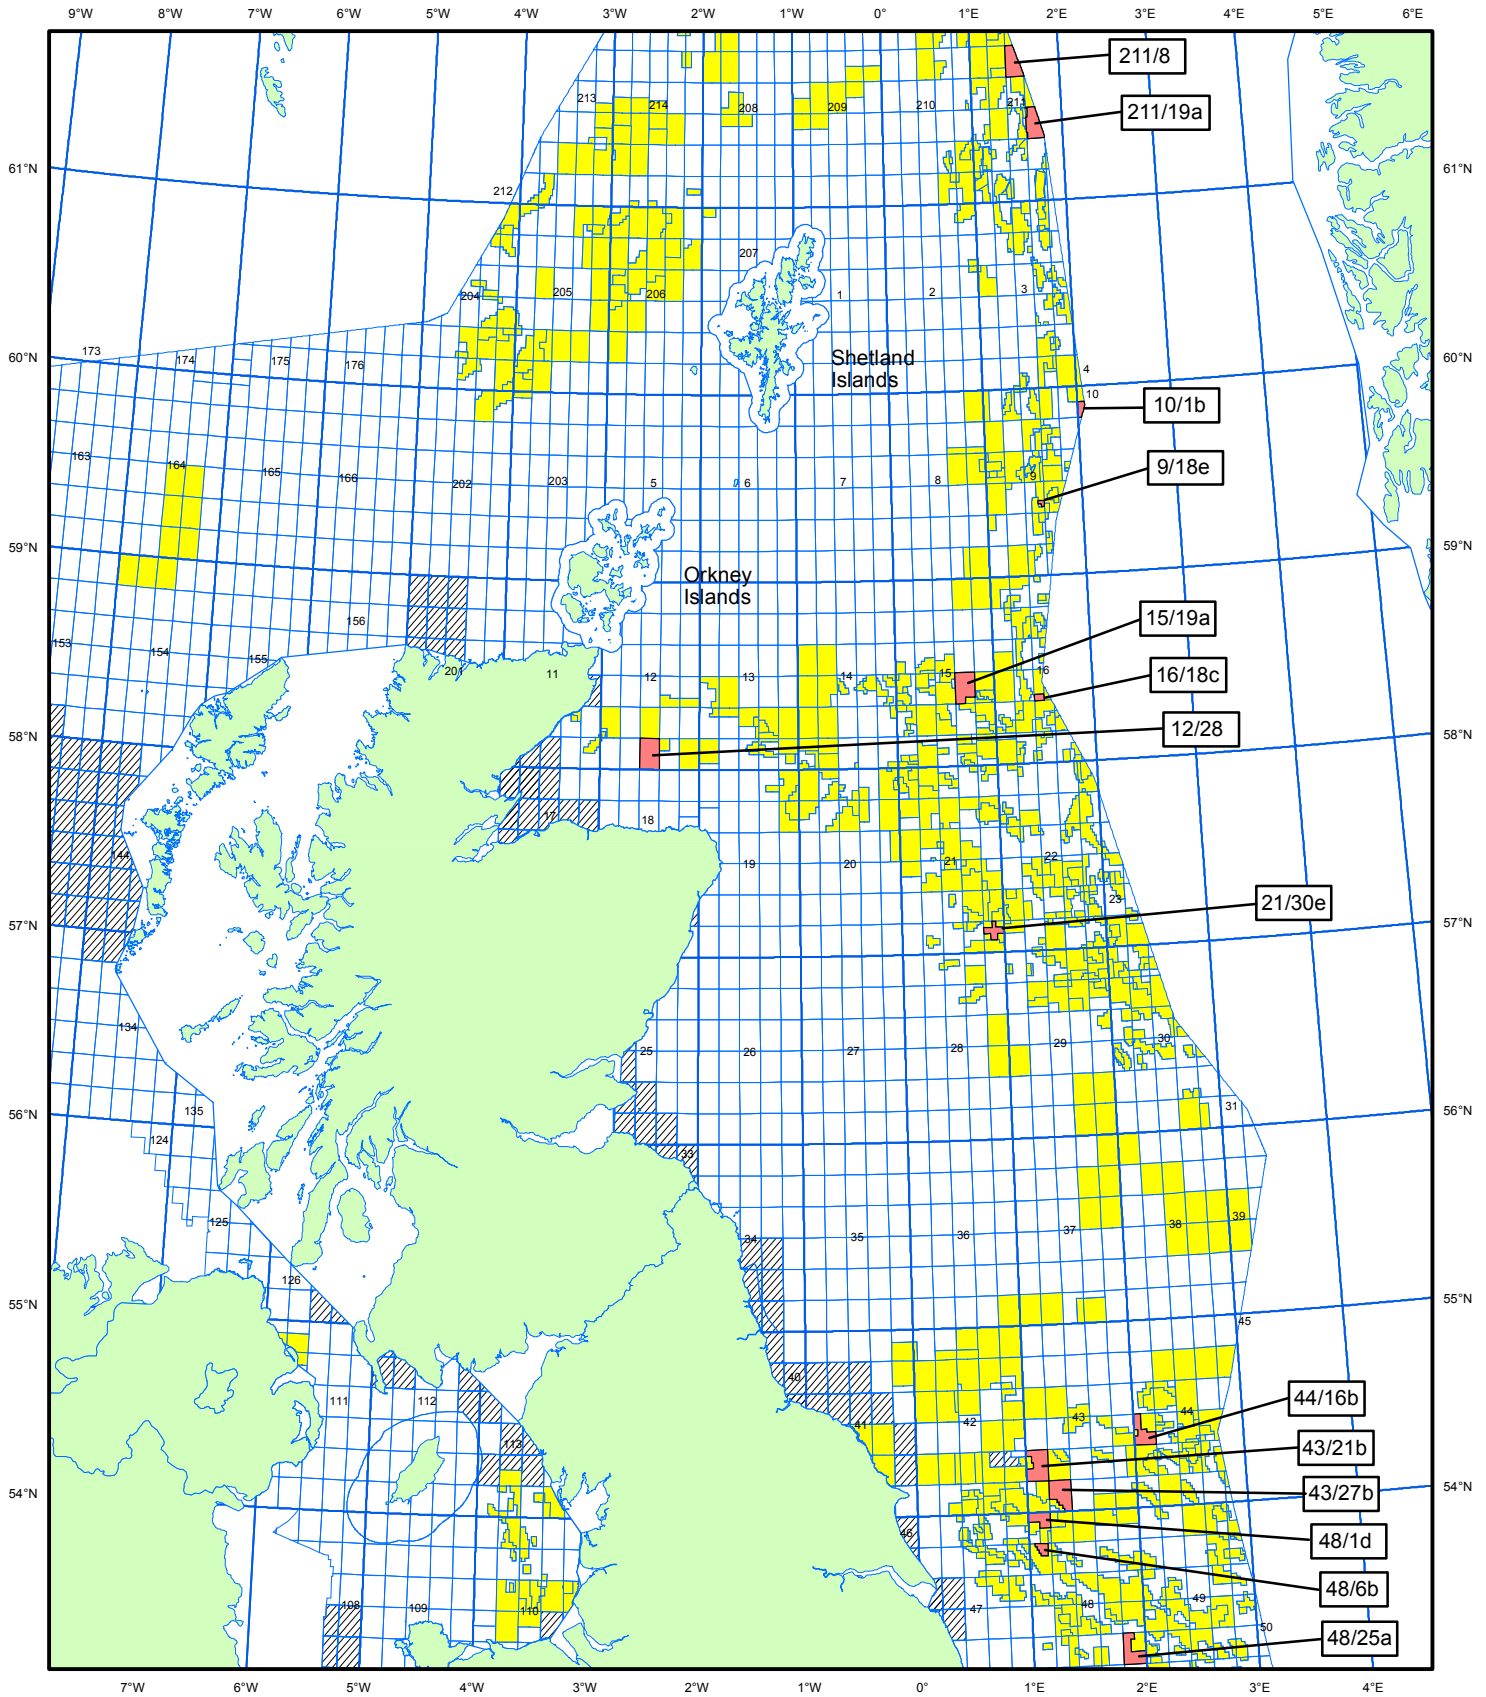 9°W 8°W 7°W 6°W 5°W 4°W 3°W 2°W 1°W 0° 1°E 2°E 3°E 4°E 5°E 6°E
211/8
213 214 208 209 210 211
211/19a
61°N 61°N
212
207
204 205 206 1 2 3
173 174 175 176
60°N 60°N
Shetland
Islands
4
10
10/1b
163 164 165 166 202 203 5 6 7 8 9
9/18e
59°N 59°N
Orkney
Islands
15/19a
153 154 155 156 201 11 12 13 14 15 16
16/18c
12/28
58°N 58°N
17 18
144 19 20 21 22 23
21/30e
57°N 57°N
134 25 26 27 28 29 30
31
56°N 56°N
135
124
33
125 34 35 36 37 38 39
126
55°N 55°N
45
40
111 112 41 42 43 44
44/16b
113
43/21b
54°N 54°N
43/27b
46
48/1d
48/6b
108 109 110 47 48 49 50
48/25a
7°W 6°W 5°W 4°W 3°W 2°W 1°W 0° 1°E 2°E 3°E 4°E